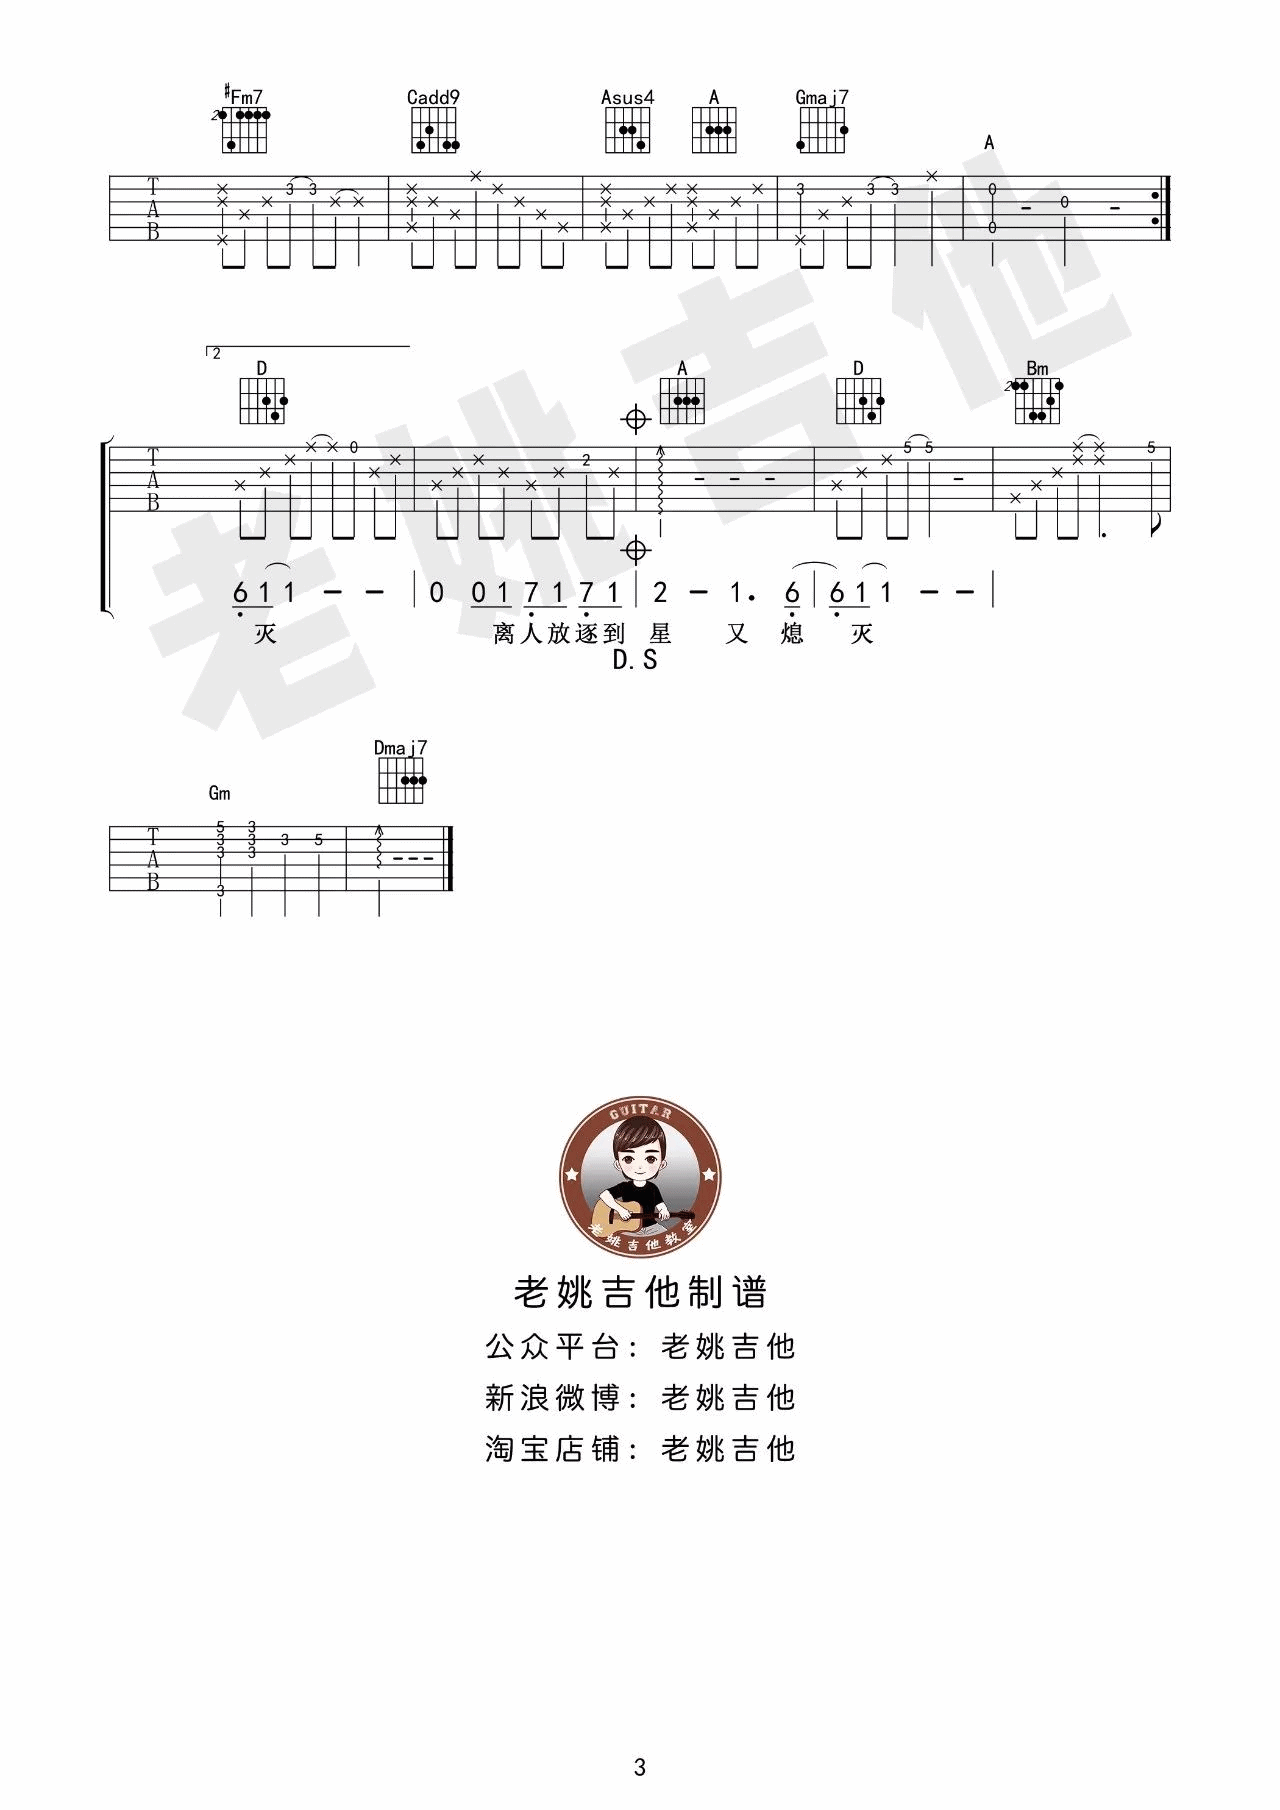 #Fm7 Cadd9 Asus4 A Gmaj7 A
2
T 3 3 3 3 3 0 0
A
B 0
2
D A D Bm
2
T 0 2 5 5 5
A
B
6 1 1 - - | 0 0 1 7 1 7 1 | 2 - 1. 6 | 6 1 1 - - |
灭 离人放逐到 星 又 熄 灭
D.S
Gm Dmaj7
T 5 3
3 3 3 5
A 3 3 - - -
B 3
GUITAR
老姚吉他教室
老姚吉他制谱
公众平台：老姚吉他
新浪微博：老姚吉他
淘宝店铺：老姚吉他
老姚吉他
3